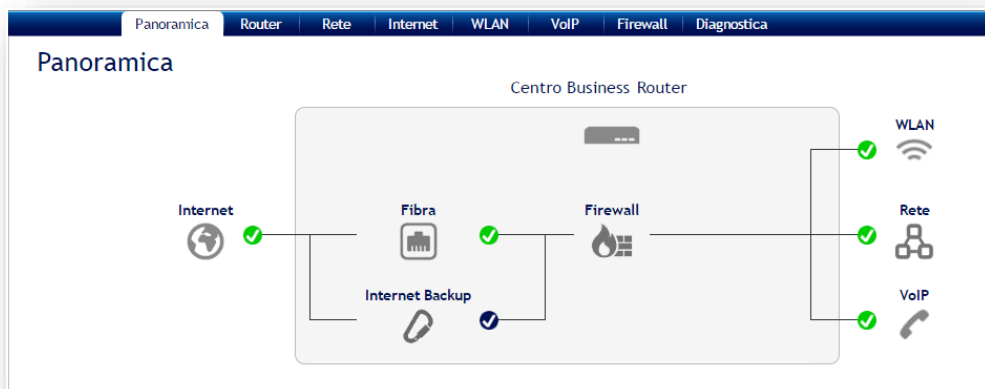 Panoramica Router Rete Internet WLAN VoIP Firewall Diagnostica
Panoramica
Centro Business Router
WLAN
Internet Fibra Firewall Rete
Internet Backup VoIP